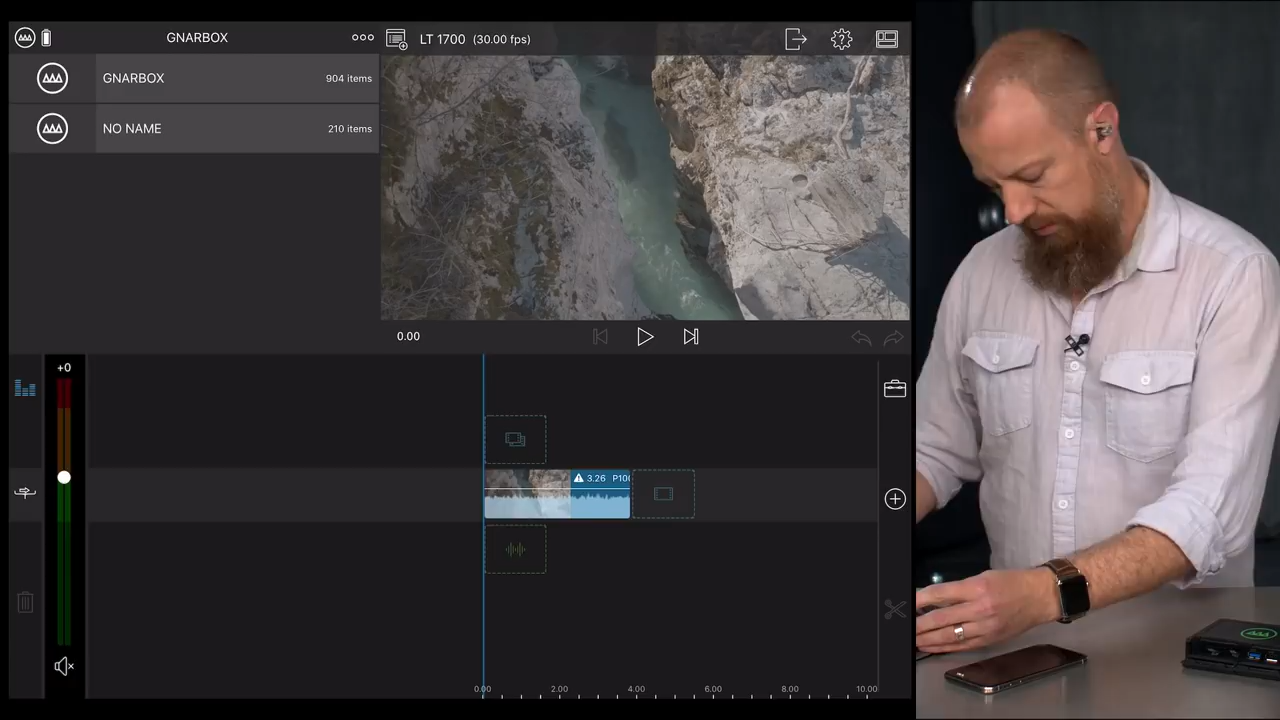 GNARBOX
LT 1700 (30.00 fps)
GNARBOX 904 items
NO NAME 210 items
0.00
+0
3.26 P10
0.00 2.00 4.00 6.00 8.00 10.00